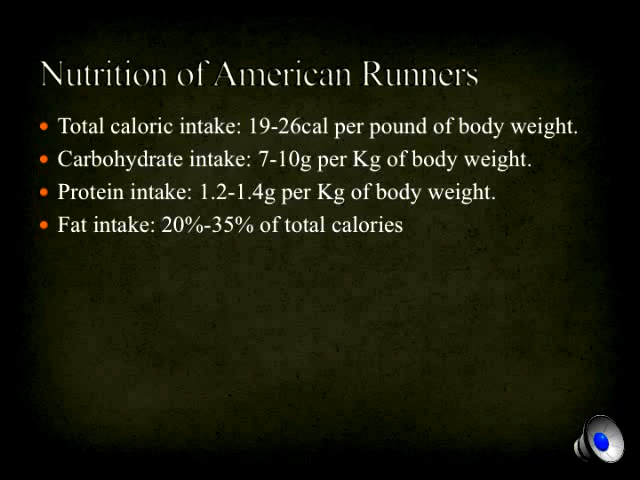 Nutrition of American Runners
• Total caloric intake: 19-26cal per pound of body weight.
• Carbohydrate intake: 7-10g per Kg of body weight.
• Protein intake: 1.2-1.4g per Kg of body weight.
• Fat intake: 20%-35% of total calories